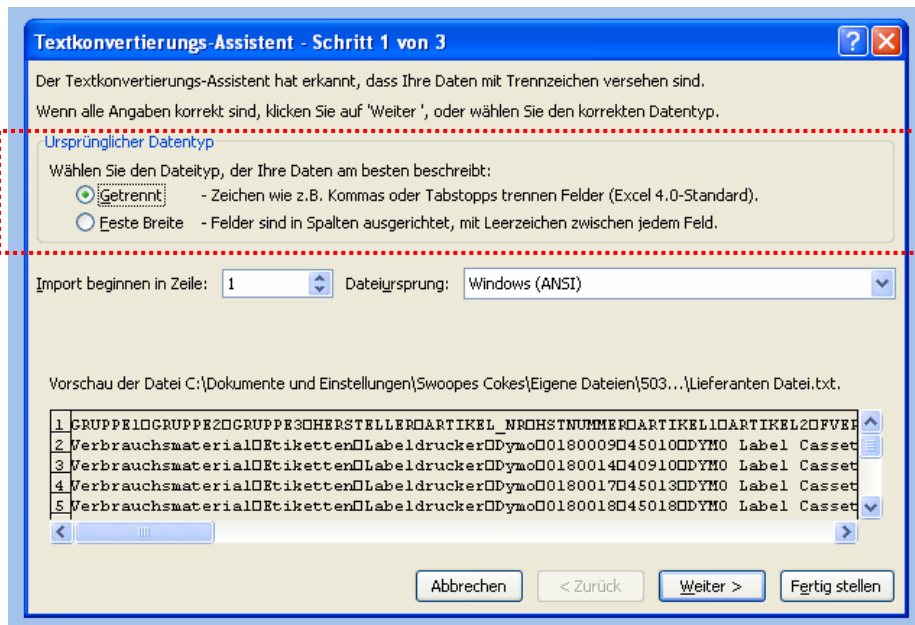 Textkonvertierungs-Assistent - Schritt 1 von 3
Der Textkonvertierungs-Assistent hat erkannt, dass Ihre Daten mit Trennzeichen versehen sind.
Wenn alle Angaben korrekt sind, klicken Sie auf 'Weiter ', oder wählen Sie den korrekten Datentyp.
Ursprünglicher Datentyp
Wählen Sie den Dateityp, der Ihre Daten am besten beschreibt:
Getrennt - Zeichen wie z.B. Kommas oder Tabstopps trennen Felder (Excel 4.0-Standard).
Feste Breite - Felder sind in Spalten ausgerichtet, mit Leerzeichen zwischen jedem Feld.
Import beginnen in Zeile: 1 Dateiursprung: Windows (ANSI)
Vorschau der Datei C:\Dokumente und Einstellungen\Swoopes Cokes\Eigene Dateien\503...\Lieferanten Datei.txt.
1 GRUPPE1□GRUPPE2□GRUPPE3□HERSTELLER□ARTIKEL_NR□HSTNUMMER□ARTIKEL1□ARTIKEL2□FVEP
2 Verbrauchsmaterial□Etiketten□Labeldrucker□Dymo□0180009□45010□DYMO Label Casset
3 Verbrauchsmaterial□Etiketten□Labeldrucker□Dymo□0180014□40910□DYMO Label Casset
4 Verbrauchsmaterial□Etiketten□Labeldrucker□Dymo□0180017□45013□DYMO Label Casset
5 Verbrauchsmaterial□Etiketten□Labeldrucker□Dymo□0180018□45018□DYMO Label Casset
Abbrechen < Zurück Weiter > Fertig stellen